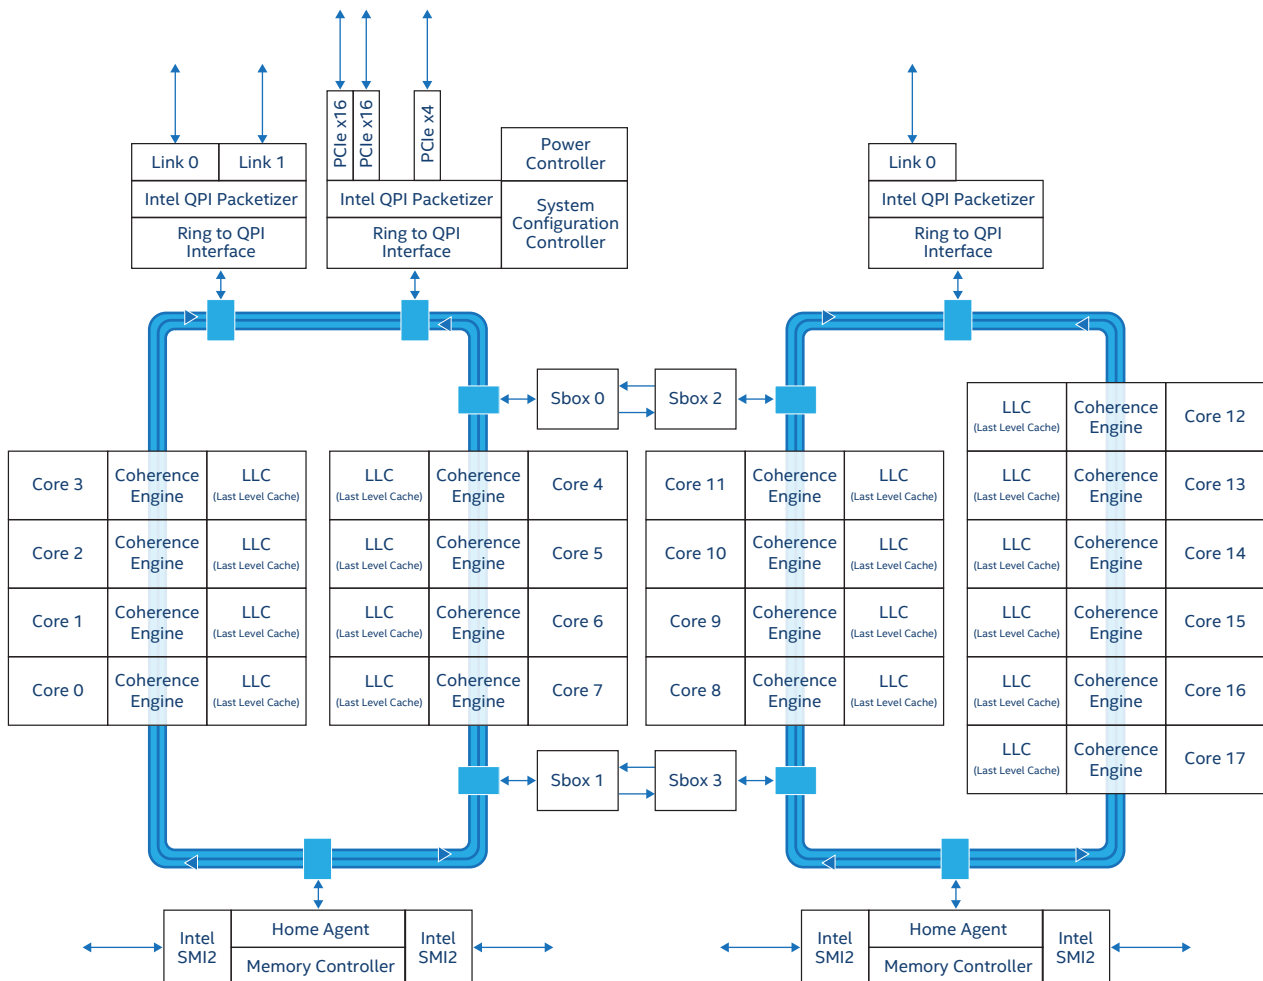 PCIe x16
PCIe x16
PCIe x4
Link 0
Link 1
Intel QPI Packetizer
Ring to QPI
Interface
Intel QPI Packetizer
Ring to QPI
Interface
Power
Controller
System
Configuration
Controller
Link 0
Intel QPI Packetizer
Ring to QPI
Interface
Sbox 0
Sbox 2
Core 3
Coherence
Engine
LLC
(Last Level Cache)
Core 2
Coherence
Engine
LLC
(Last Level Cache)
Core 1
Coherence
Engine
LLC
(Last Level Cache)
Core 0
Coherence
Engine
LLC
(Last Level Cache)
LLC
(Last Level Cache)
Coherence
Engine
Core 4
LLC
(Last Level Cache)
Coherence
Engine
Core 5
LLC
(Last Level Cache)
Coherence
Engine
Core 6
LLC
(Last Level Cache)
Coherence
Engine
Core 7
Core 11
Coherence
Engine
LLC
(Last Level Cache)
Core 10
Coherence
Engine
LLC
(Last Level Cache)
Core 9
Coherence
Engine
LLC
(Last Level Cache)
Core 8
Coherence
Engine
LLC
(Last Level Cache)
LLC
(Last Level Cache)
Coherence
Engine
Core 12
LLC
(Last Level Cache)
Coherence
Engine
Core 13
LLC
(Last Level Cache)
Coherence
Engine
Core 14
LLC
(Last Level Cache)
Coherence
Engine
Core 15
LLC
(Last Level Cache)
Coherence
Engine
Core 16
LLC
(Last Level Cache)
Coherence
Engine
Core 17
Sbox 1
Sbox 3
Intel
SMI2
Home Agent
Memory Controller
Intel
SMI2
Intel
SMI2
Home Agent
Memory Controller
Intel
SMI2